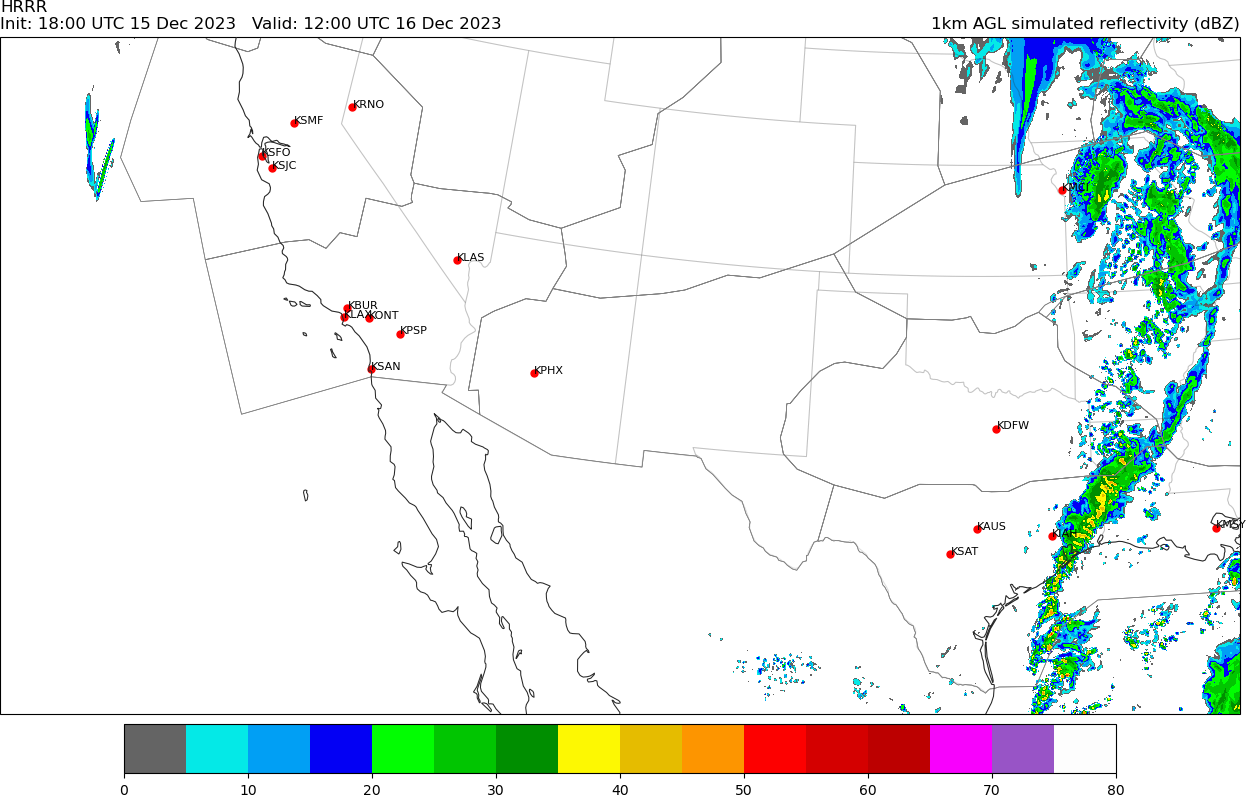 HRRR
Init: 18:00 UTC 15 Dec 2023   Valid: 12:00 UTC 16 Dec 2023
1km AGL simulated reflectivity (dBZ)
KRNO
KSMF
KSFO
KSJC
KLAS
KBUR
KLAX
KONT
KPSP
KSAN
KPHX
KDFW
KAUS
KIAH
KMSY
KSAT
0 10 20 30 40 50 60 70 80